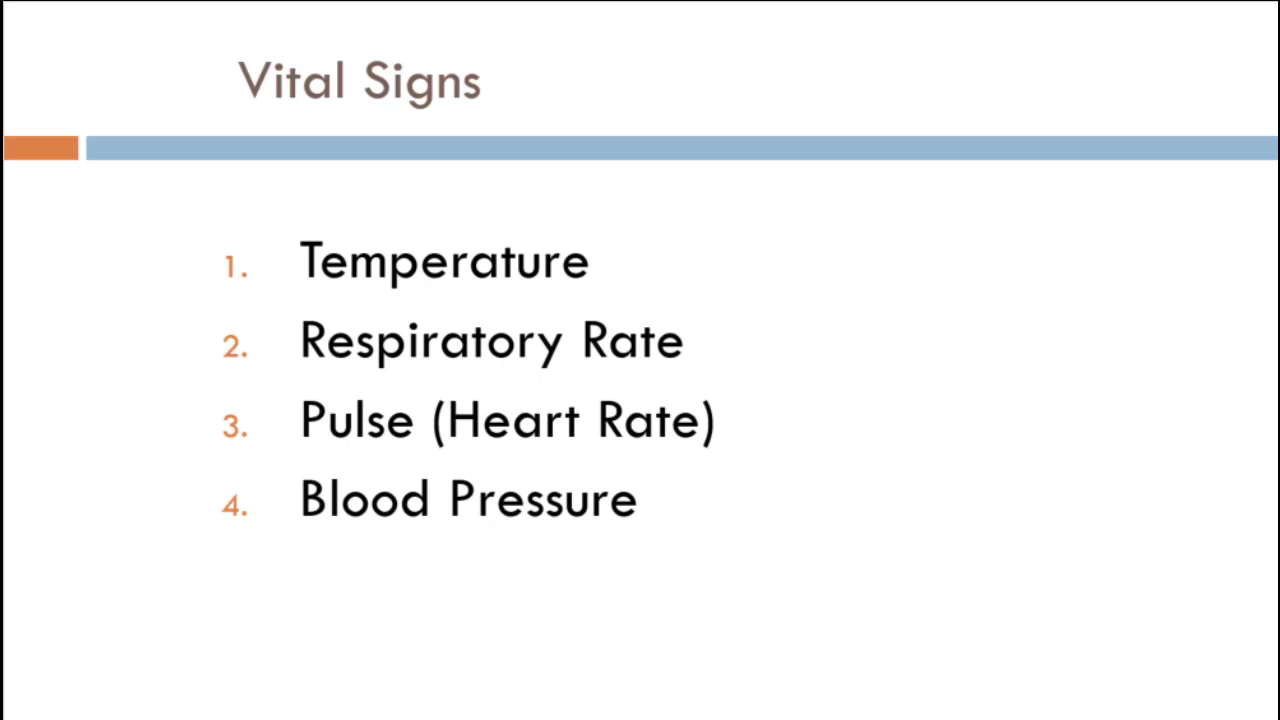 Vital Signs
1. Temperature
2. Respiratory Rate
3. Pulse (Heart Rate)
4. Blood Pressure